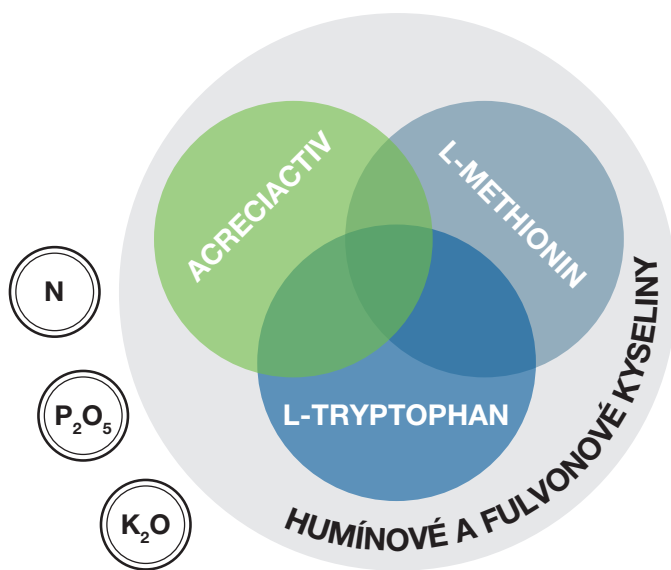 ACRECIACTIV
L-METHIONIN
L-TRYPTOPHAN
HUMÍNOVÉ A FULVONOVÉ KYSELINY
N
P₂O₅
K₂O